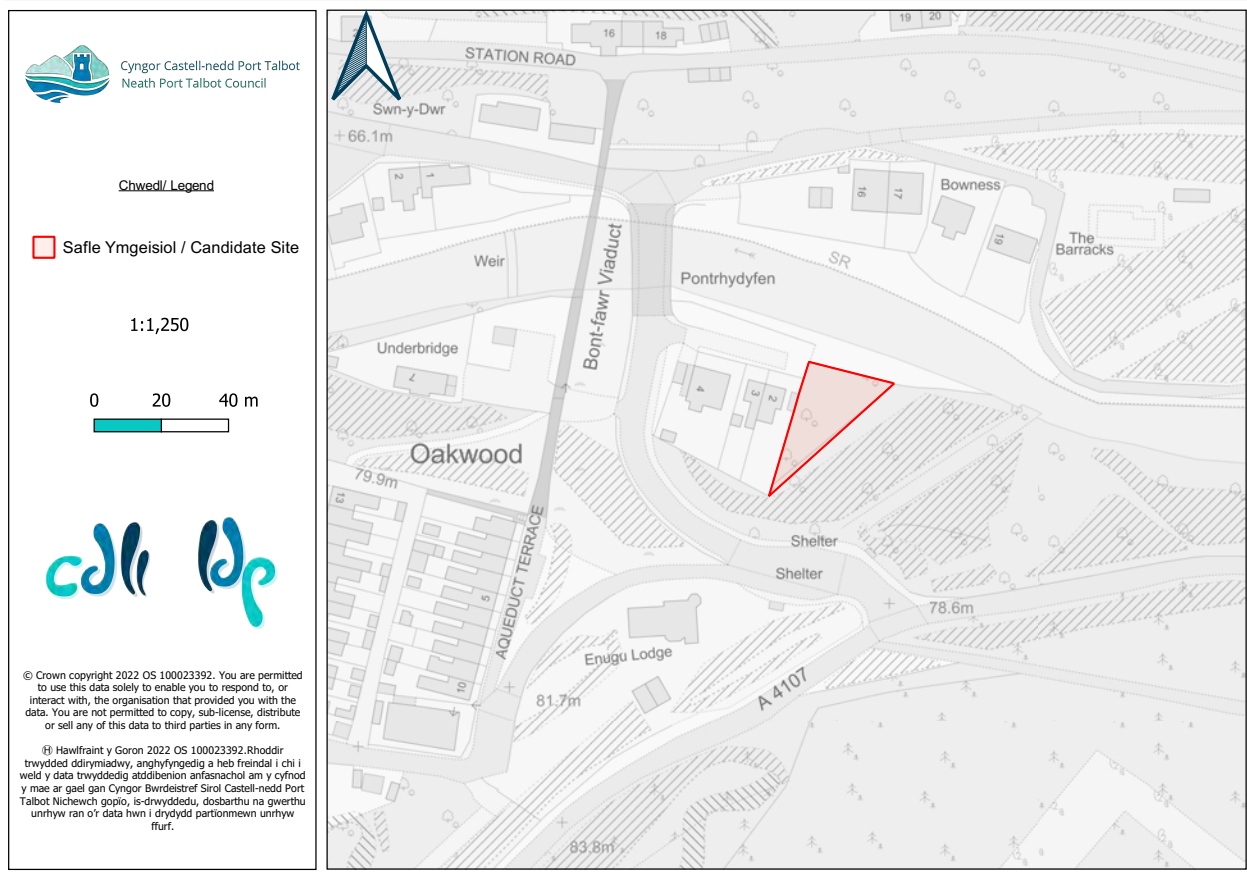 Cyngor Castell-nedd Port Talbot
Neath Port Talbot Council
Chwedl/ Legend
Safle Ymgeisiol / Candidate Site
1:1,250
0 20 40 m
cdll ldp
© Crown copyright 2022 OS 100023392. You are permitted
to use this data solely to enable you to respond to, or
interact with, the organisation that provided you with the
data. You are not permitted to copy, sub-license, distribute
or sell any of this data to third parties in any form.
Ⓗ Hawlfraint y Goron 2022 OS 100023392.Rhoddir
trwydded ddirymiadwy, anghyfyngedig a heb freindal i chi i
weld y data trwyddedig atddibenion anfasnachol am y cyfnod
y mae ar gael gan Cyngor Bwrdeistref Sirol Castell-nedd Port
Talbot Nichewch gopïo, is-drwyddedu, dosbarthu na gwerthu
unrhyw ran o'r data hwn i drydydd partïonmewn unrhyw
ffurf.
19 20
16 18
STATION ROAD
Swn-y-Dwr
66.1m
2 1
16 17
Bowness
19
The
Barracks
Weir
Bont-fawr Viaduct
Pontrhydyfen
SR
Underbridge
7
4
3
2
Oakwood
79.9m
13
AQUEDUCT TERRACE
5
10
Shelter
Shelter
78.6m
Enugu Lodge
81.7m
A 4107
83.8m